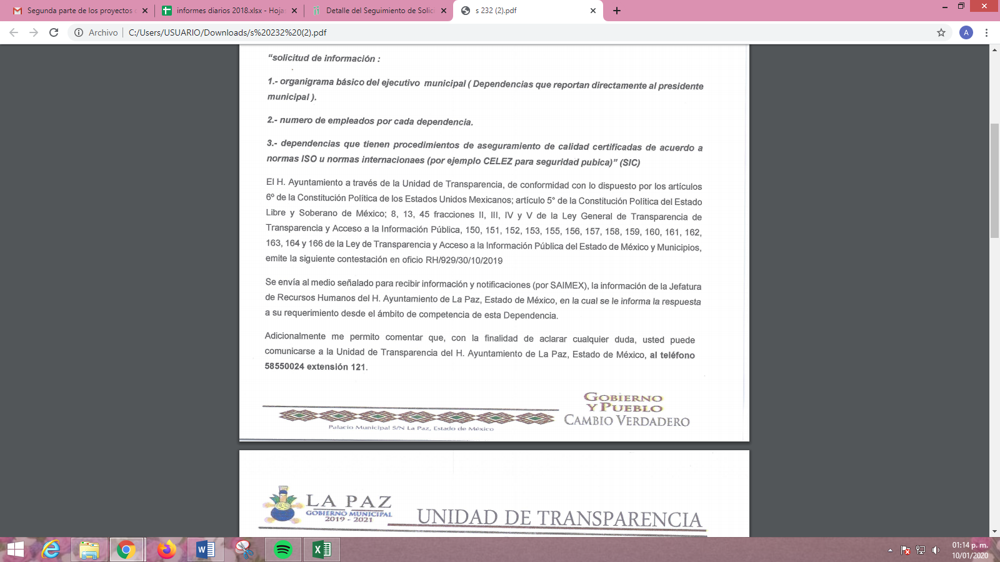 Segunda parte de los proyectos
informes diarios 2018.xlsx - Hoja
Detalle del Seguimiento de Solici
s 232 (2).pdf
Archivo
C:/Users/USUARIO/Downloads/s%20232%20(2).pdf
A
“solicitud de información :
1.- organigrama básico del ejecutivo municipal ( Dependencias que reportan directamente al presidente
municipal ).
2.- numero de empleados por cada dependencia.
3.- dependencias que tienen procedimientos de aseguramiento de calidad certificadas de acuerdo a
normas ISO u normas internacionaes (por ejemplo CELEZ para seguridad pubica)” (SIC)
El H. Ayuntamiento a través de la Unidad de Transparencia, de conformidad con lo dispuesto por los artículos
6º de la Constitución Política de los Estados Unidos Mexicanos; artículo 5° de la Constitución Política del Estado
Libre y Soberano de México; 8, 13, 45 fracciones II, III, IV y V de la Ley General de Transparencia de
Transparencia y Acceso a la Información Pública, 150, 151, 152, 153, 155, 156, 157, 158, 159, 160, 161, 162,
163, 164 y 166 de la Ley de Transparencia y Acceso a la Información Pública del Estado de México y Municipios,
emite la siguiente contestación en oficio RH/929/30/10/2019
Se envía al medio señalado para recibir información y notificaciones (por SAIMEX), la información de la Jefatura
de Recursos Humanos del H. Ayuntamiento de La Paz, Estado de México, en la cual se le informa la respuesta
a su requerimiento desde el ámbito de competencia de esta Dependencia.
Adicionalmente me permito comentar que, con la finalidad de aclarar cualquier duda, usted puede
comunicarse a la Unidad de Transparencia del H. Ayuntamiento de La Paz, Estado de México, al teléfono
58550024 extensión 121.
GOBIERNO
Y PUEBLO
CAMBIO VERDADERO
Palacio Municipal S/N La Paz, Estado de México
LA PAZ
GOBIERNO MUNICIPAL
2019 - 2021
UNIDAD DE TRANSPARENCIA
01:14 p. m.
10/01/2020